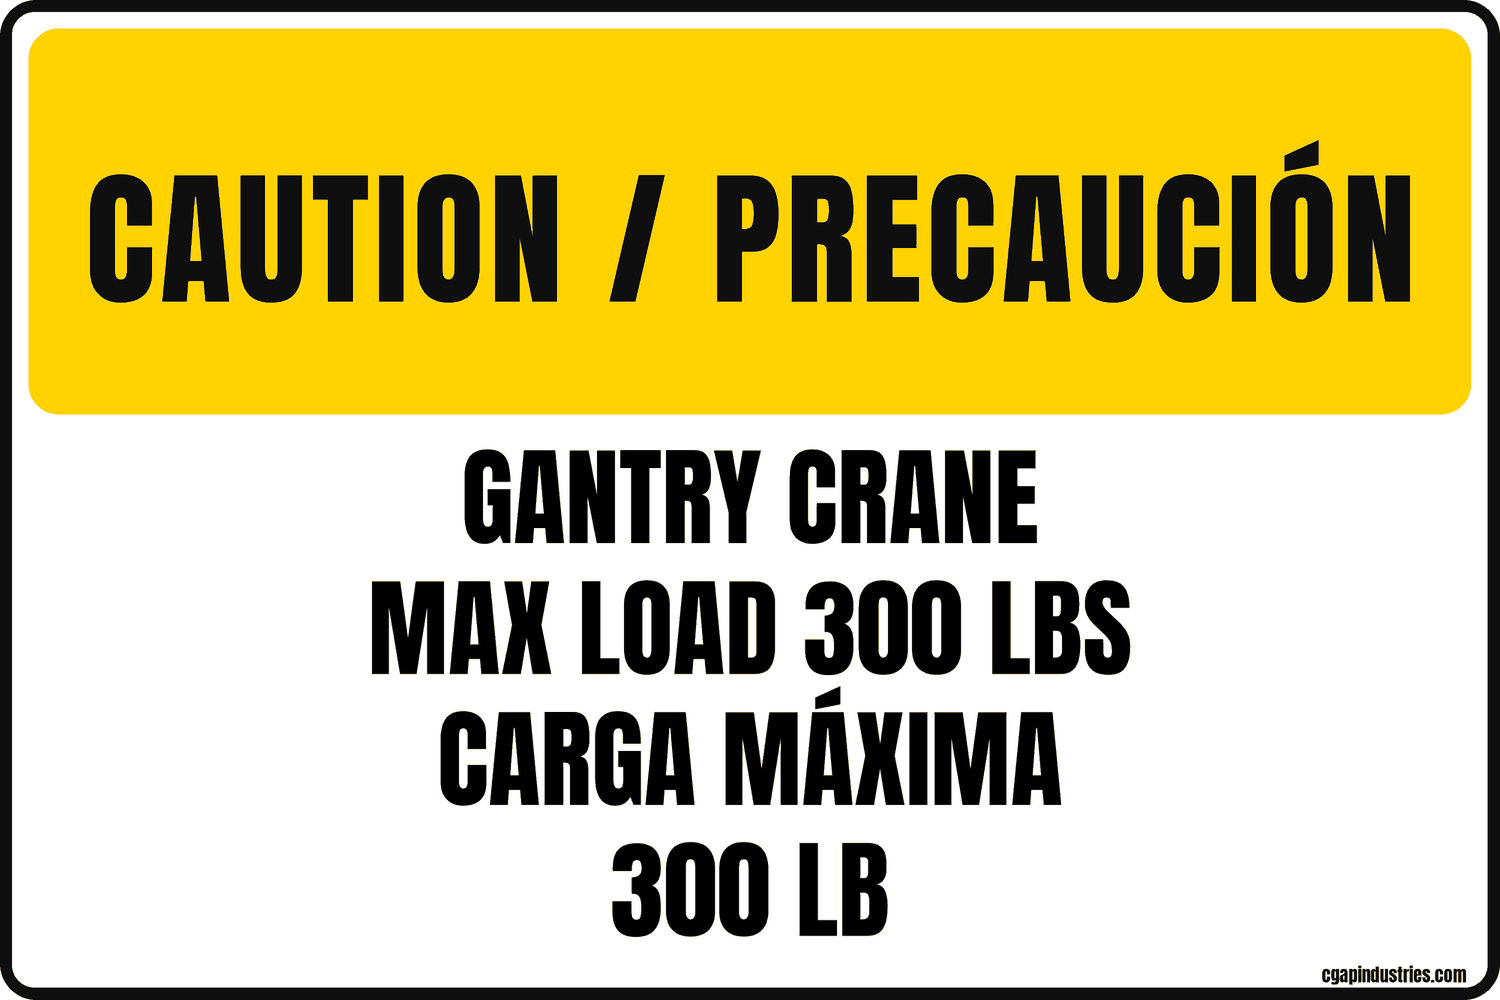 CAUTION / PRECAUCIÓN
GANTRY CRANE
MAX LOAD 300 LBS
CARGA MÁXIMA
300 LB
cgapindustries.com